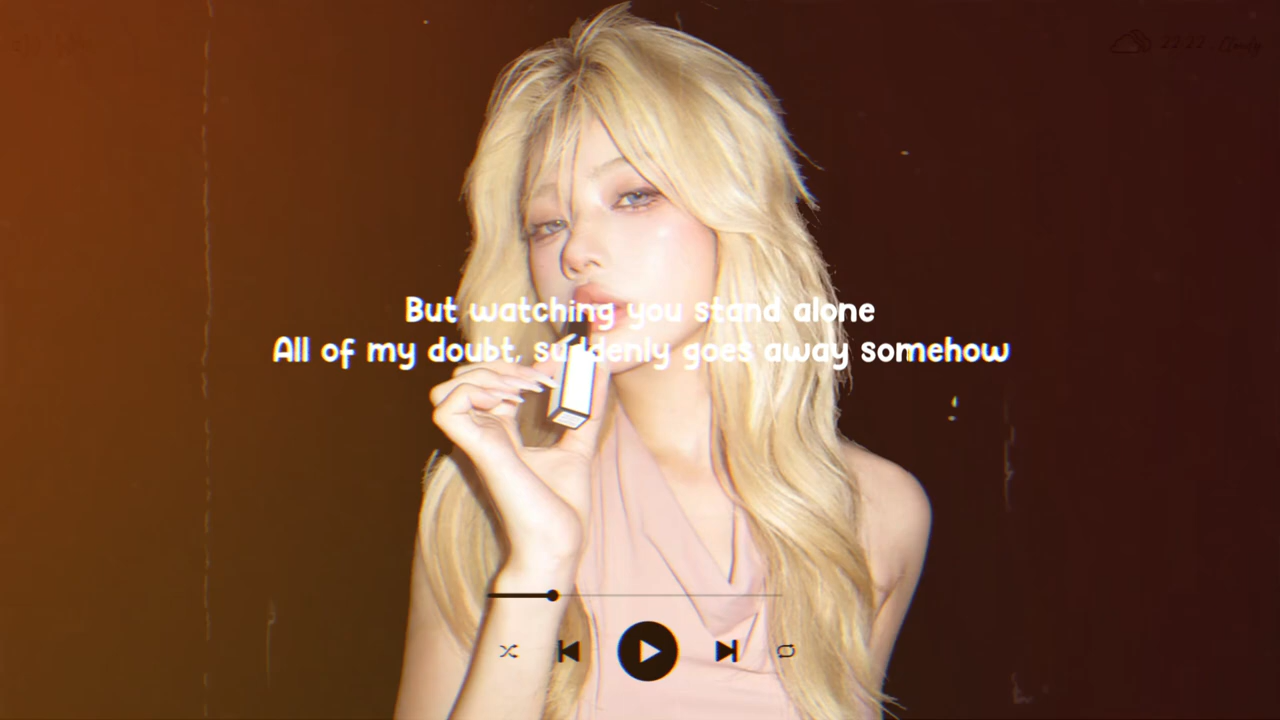 But watching you stand alone
All of my doubt, suddenly goes away somehow